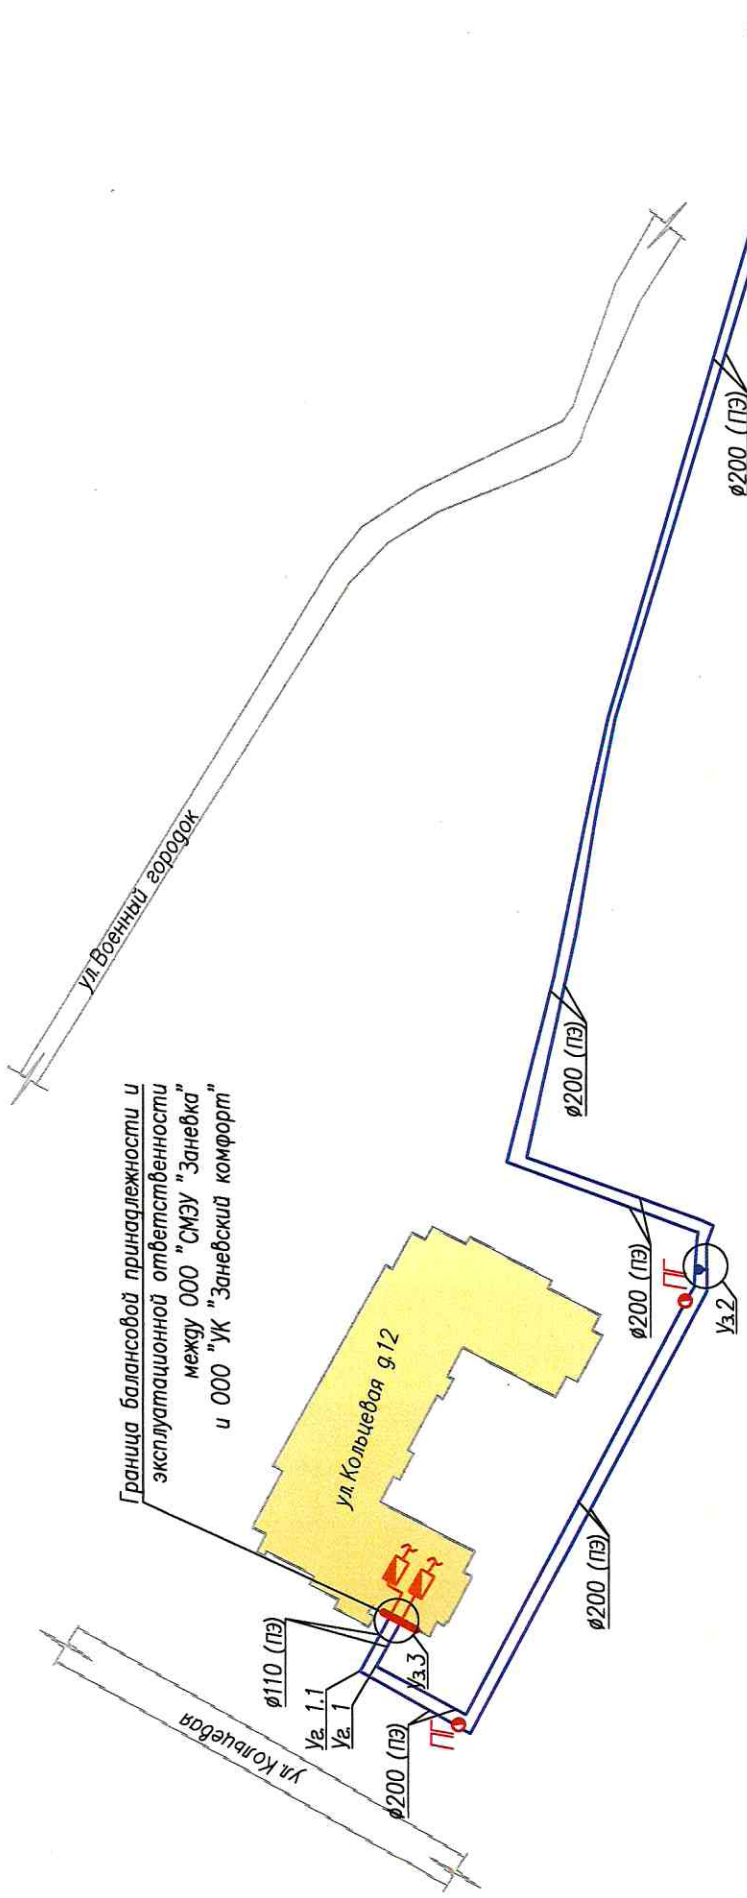 ул. Военный городок
Граница балансовой принадлежности и
эксплуатационной ответственности
между ООО "СМЭУ "Заневка"
и ООО "УК "Заневский комфорт"
ул. Кольцевая д.12
ул. Кольцевая
ø110 (ПЭ)
Уг. 1.1
Уг. 1
Уз.3
ø200 (ПЭ)
ПГ
ø200 (ПЭ)
ПГ
Уз.2
ø200 (ПЭ)
ø200 (ПЭ)
ø200 (ПЭ)